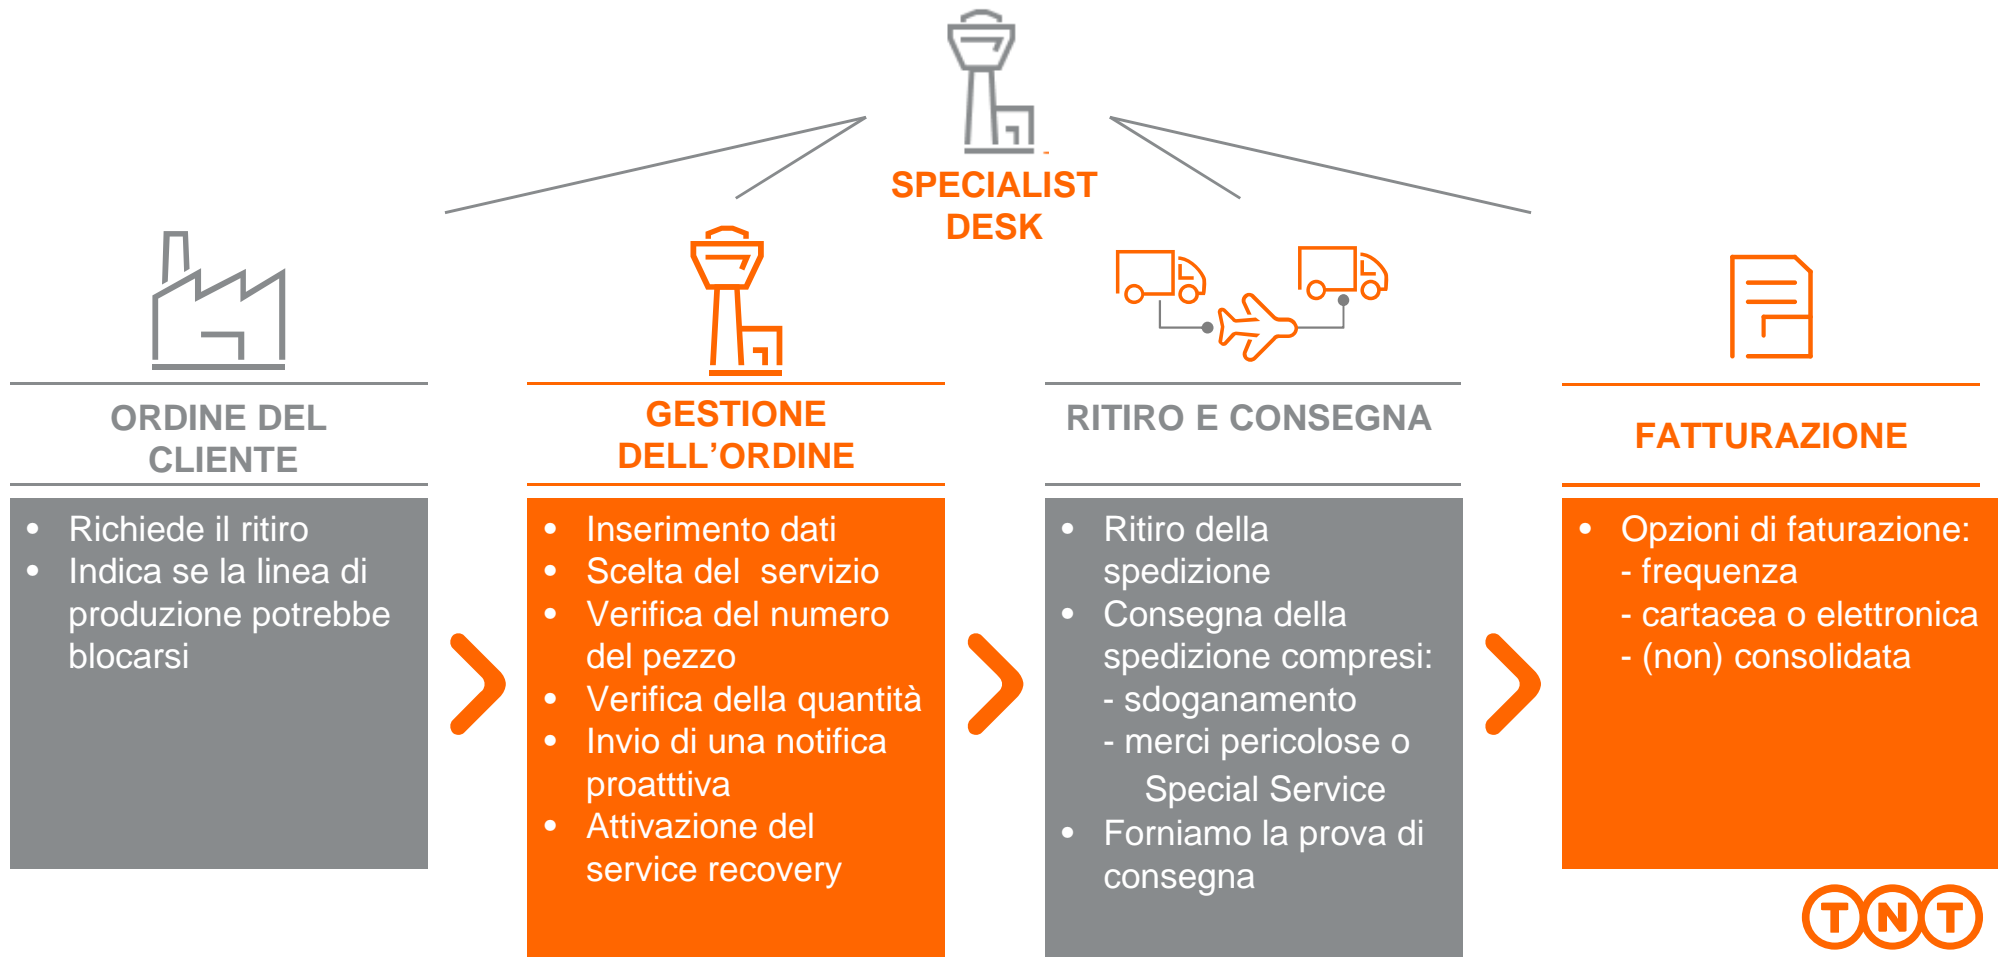 SPECIALIST
DESK
ORDINE DEL
CLIENTE
• Richiede il ritiro
• Indica se la linea di
produzione potrebbe
blocarsi
GESTIONE
DELL’ORDINE
• Inserimento dati
• Scelta del  servizio
• Verifica del numero
del pezzo
• Verifica della quantità
• Invio di una notifica
proatttiva
• Attivazione del
service recovery
RITIRO E CONSEGNA
• Ritiro della
spedizione
• Consegna della
spedizione compresi:
- sdoganamento
- merci pericolose o
Special Service
• Forniamo la prova di
consegna
FATTURAZIONE
• Opzioni di faturazione:
- frequenza
- cartacea o elettronica
- (non) consolidata
TNT